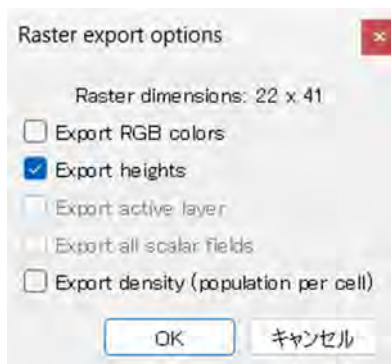 Raster export options
Raster dimensions: 22 x 41
Export RGB colors
Export heights
Export active layer
Export all scalar fields
Export density (population per cell)
OK キャンセル